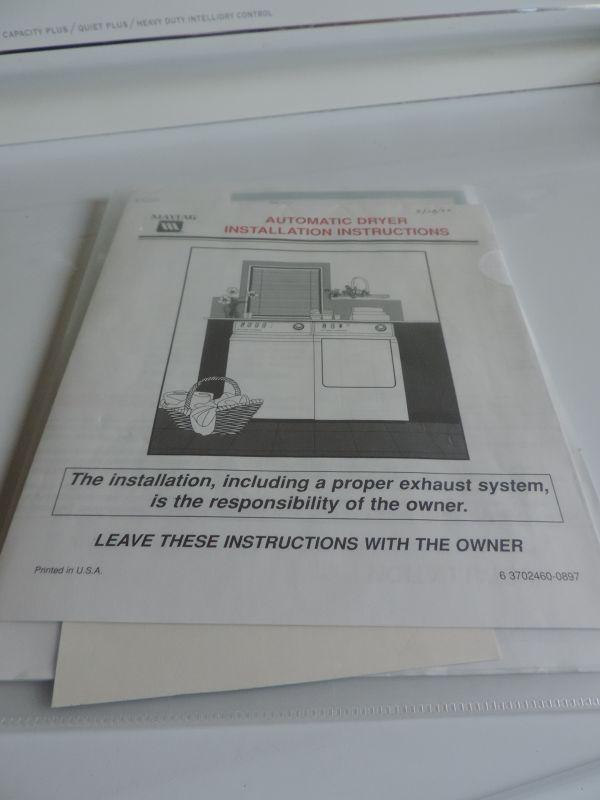 CAPACITY PLUS / QUIET PLUS / HEAVY DUTY INTELLIDRY CONTROL
MAYTAG
AUTOMATIC DRYER
INSTALLATION INSTRUCTIONS
The installation, including a proper exhaust system,
is the responsibility of the owner.
LEAVE THESE INSTRUCTIONS WITH THE OWNER
Printed in U.S.A.
6 3702460-0897